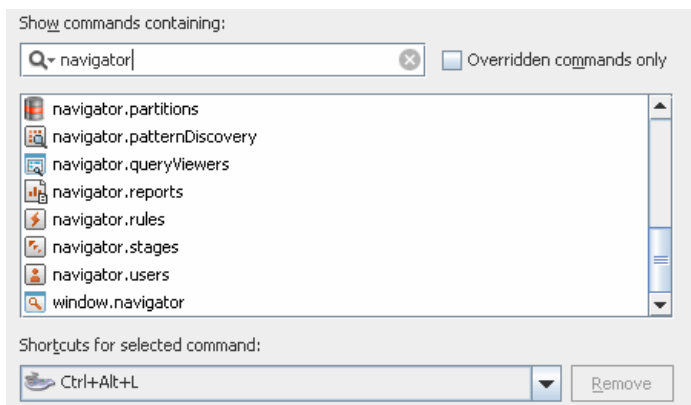 Show commands containing:
navigator
Overridden commands only
navigator.partitions
navigator.patternDiscovery
navigator.queryViewers
navigator.reports
navigator.rules
navigator.stages
navigator.users
window.navigator
Shortcuts for selected command:
Ctrl+Alt+L
Remove